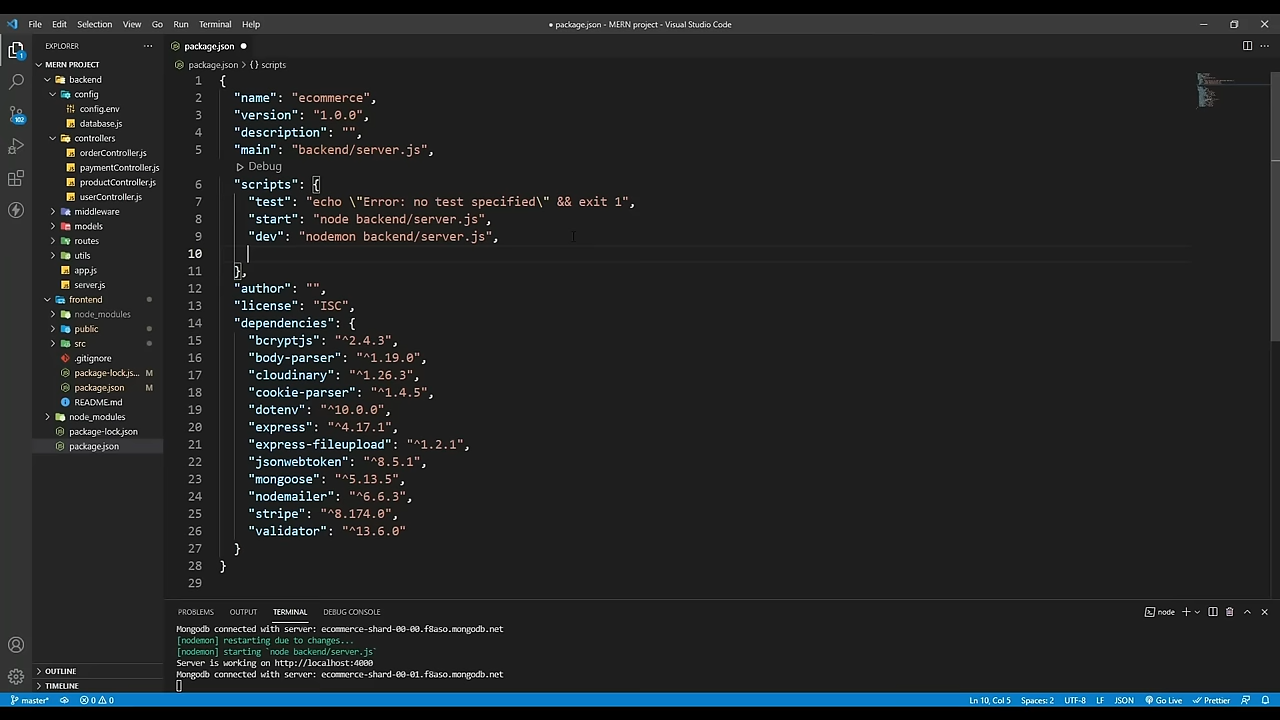 File Edit Selection View Go Run Terminal Help
● package.json - MERN project - Visual Studio Code
EXPLORER
MERN PROJECT
backend
config
config.env
database.js
controllers
orderController.js
paymentController.js
productController.js
userController.js
middleware
models
routes
utils
app.js
server.js
frontend
node_modules
public
src
.gitignore
package-lock.js... M
package.json M
README.md
node_modules
package-lock.json
package.json
OUTLINE
TIMELINE
package.json ●
package.json > {} scripts
1 {
2 "name": "ecommerce",
3 "version": "1.0.0",
4 "description": "",
5 "main": "backend/server.js",
Debug
6 "scripts": {
7 "test": "echo \"Error: no test specified\" && exit 1",
8 "start": "node backend/server.js",
9 "dev": "nodemon backend/server.js",
10
11 },
12 "author": "",
13 "license": "ISC",
14 "dependencies": {
15 "bcryptjs": "^2.4.3",
16 "body-parser": "^1.19.0",
17 "cloudinary": "^1.26.3",
18 "cookie-parser": "^1.4.5",
19 "dotenv": "^10.0.0",
20 "express": "^4.17.1",
21 "express-fileupload": "^1.2.1",
22 "jsonwebtoken": "^8.5.1",
23 "mongoose": "^5.13.5",
24 "nodemailer": "^6.6.3",
25 "stripe": "^8.174.0",
26 "validator": "^13.6.0"
27 }
28 }
29
PROBLEMS OUTPUT TERMINAL DEBUG CONSOLE
node
Mongodb connected with server: ecommerce-shard-00-00.f8aso.mongodb.net
[nodemon] restarting due to changes...
[nodemon] starting `node backend/server.js`
Server is working on http://localhost:4000
Mongodb connected with server: ecommerce-shard-00-01.f8aso.mongodb.net
master* 0 0
Ln 10, Col 5 Spaces: 2 UTF-8 LF JSON Go Live Prettier
1
102